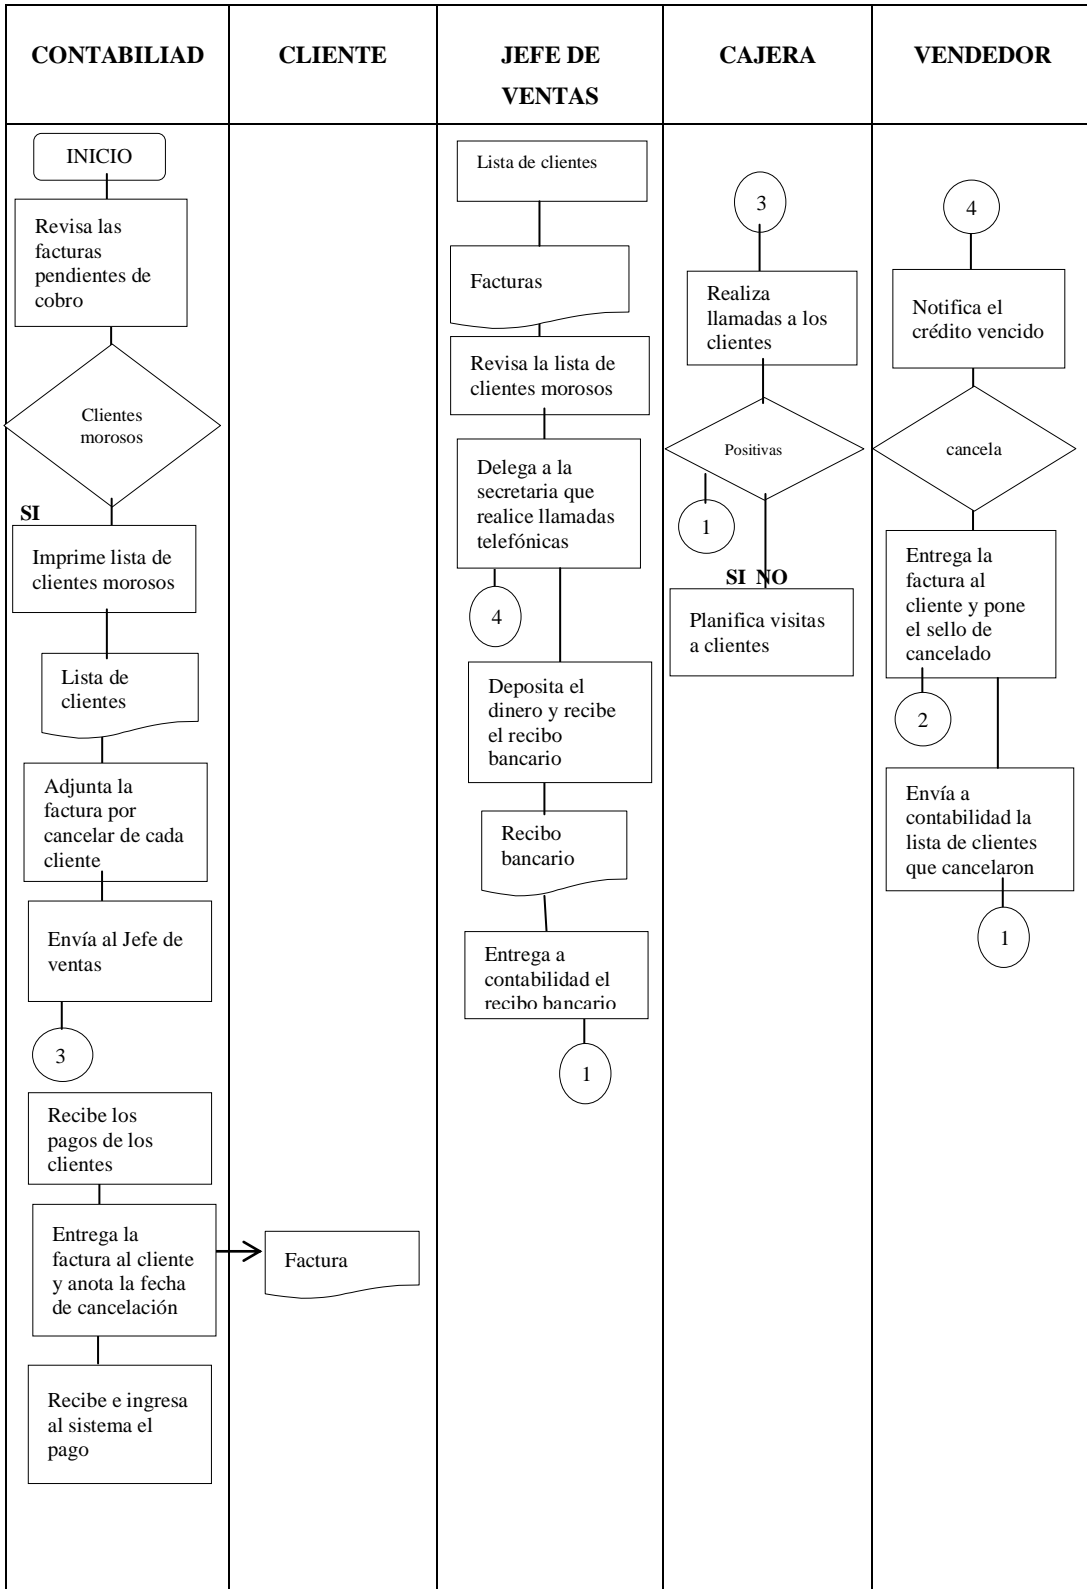 CONTABILIAD
CLIENTE
JEFE DE
VENTAS
CAJERA
VENDEDOR
INICIO
Revisa las
facturas
pendientes de
cobro
Clientes
morosos
SI
Imprime lista de
clientes morosos
Lista de
clientes
Adjunta la
factura por
cancelar de cada
cliente
Envía al Jefe de
ventas
3
Recibe los
pagos de los
clientes
Entrega la
factura al cliente
y anota la fecha
de cancelación
Recibe e ingresa
al sistema el
pago
Factura
Lista de clientes
Facturas
Revisa la lista de
clientes morosos
Delega a la
secretaria que
realice llamadas
telefónicas
4
Deposita el
dinero y recibe
el recibo
bancario
Recibo
bancario
Entrega a
contabilidad el
recibo bancario
1
3
Realiza
llamadas a los
clientes
Positivas
1
SI NO
Planifica visitas
a clientes
4
Notifica el
crédito vencido
cancela
Entrega la
factura al
cliente y pone
el sello de
cancelado
2
Envía a
contabilidad la
lista de clientes
que cancelaron
1